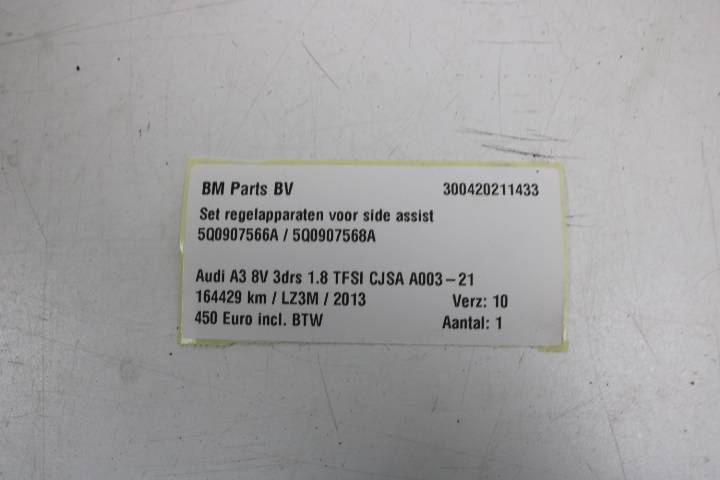 BM Parts BV 300420211433
Set regelapparaten voor side assist
5Q0907566A / 5Q0907568A
Audi A3 8V 3drs 1.8 TFSI CJSA A003-21
164429 km / LZ3M / 2013 Verz: 10
450 Euro incl. BTW Aantal: 1